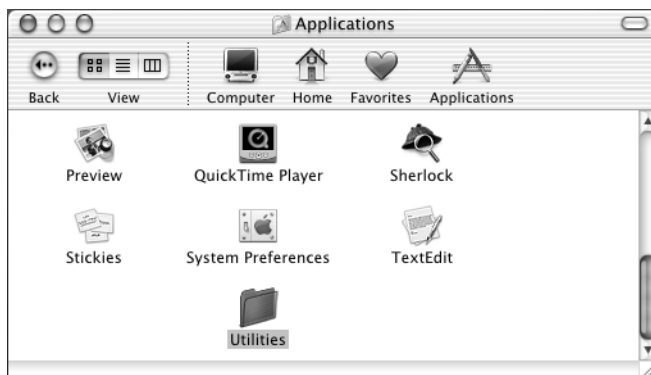 Applications
Back View Computer Home Favorites Applications
Preview QuickTime Player Sherlock
Stickies System Preferences TextEdit
Utilities